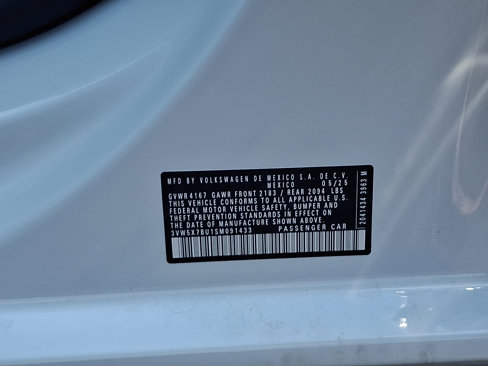 MFD BY VOLKSWAGEN DE MEXICO S.A. DE C.V.
MEXICO 05/25
GVWR 4167 GAWR FRONT 2183 / REAR 2094 LBS
THIS VEHICLE CONFORMS TO ALL APPLICABLE U.S.
FEDERAL MOTOR VEHICLE SAFETY, BUMPER AND
THEFT PREVENTION STANDARDS IN EFFECT ON
THE DATE OF MANUFACTURE SHOWN ABOVE.
3VW5X7BU1SM091433 PASSENGER CAR
2041434 3963 M